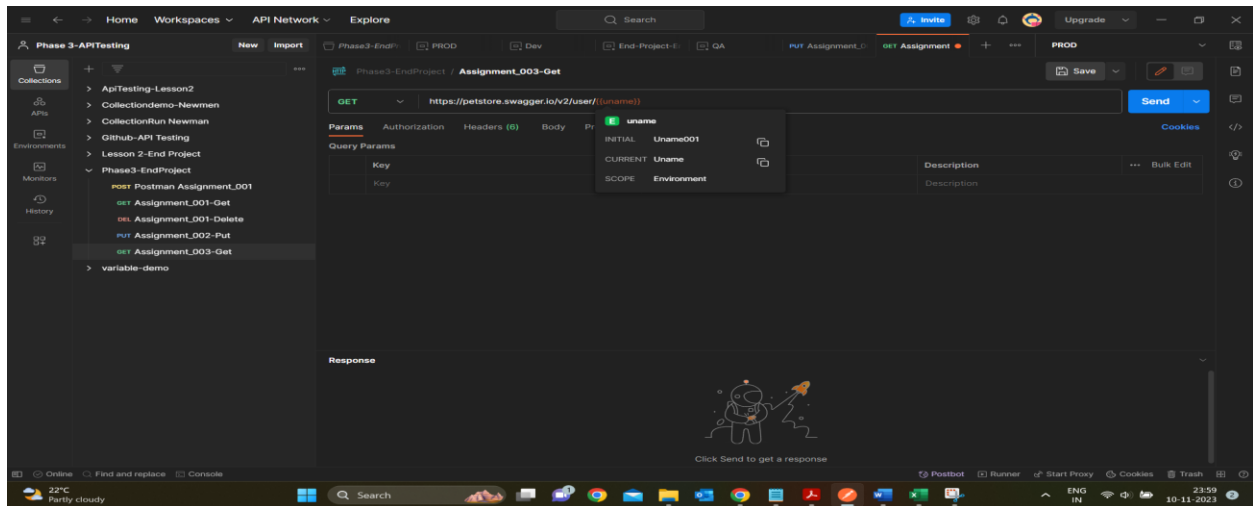 Home Workspaces API Network Explore Search Invite Upgrade
Phase 3-APITesting New Import Phase3-EndPr PROD Dev End-Project-E QA PUT Assignment_0 GET Assignment PROD
Collections
APIs
Environments
Monitors
History
ApiTesting-Lesson2
Collectiondemo-Newmen
CollectionRun Newman
Github-API Testing
Lesson 2-End Project
Phase3-EndProject
POST Postman Assignment_001
GET Assignment_001-Get
DEL Assignment_001-Delete
PUT Assignment_002-Put
GET Assignment_003-Get
variable-demo
Phase3-EndProject / Assignment_003-Get Save
GET https://petstore.swagger.io/v2/user/{{uname}} Send
Params Authorization Headers (6) Body Pr Cookies
E uname
INITIAL Uname001
CURRENT Uname
SCOPE Environment
Query Params
Key Description Bulk Edit
Key Description
Response
Click Send to get a response
Online Find and replace Console Postbot Runner Start Proxy Cookies Trash
22°C
Partly cloudy
Search
ENG
IN
23:59
10-11-2023